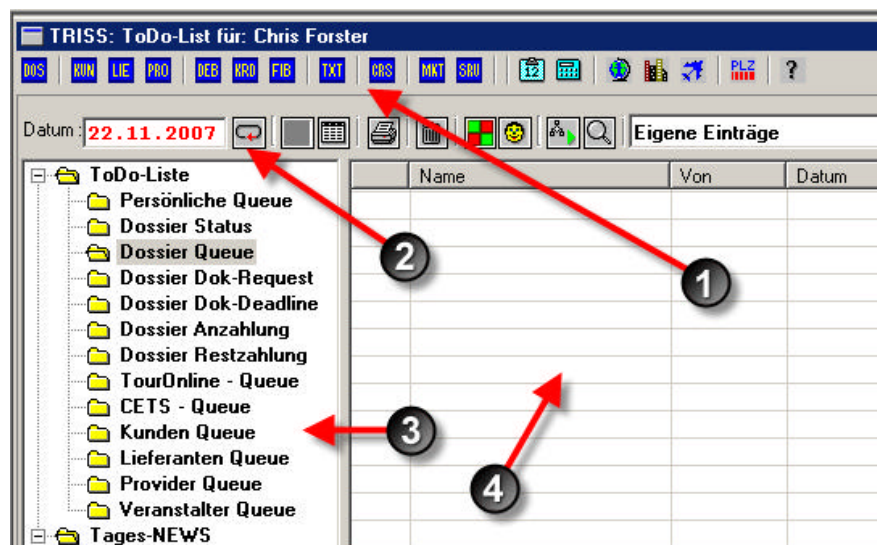 TRISS: ToDo-List für: Chris Forster
DOS KUN LIE PRO DEB KRD FIB TXT CRS MKT SRU 12 PLZ ?
Datum : 22.11.2007 Eigene Einträge
ToDo-Liste Name Von Datum
Persönliche Queue
Dossier Status
Dossier Queue
Dossier Dok-Request
Dossier Dok-Deadline
Dossier Anzahlung
Dossier Restzahlung
TourOnline - Queue
CETS - Queue
Kunden Queue
Lieferanten Queue
Provider Queue
Veranstalter Queue
Tages-NEWS
1
2
3
4